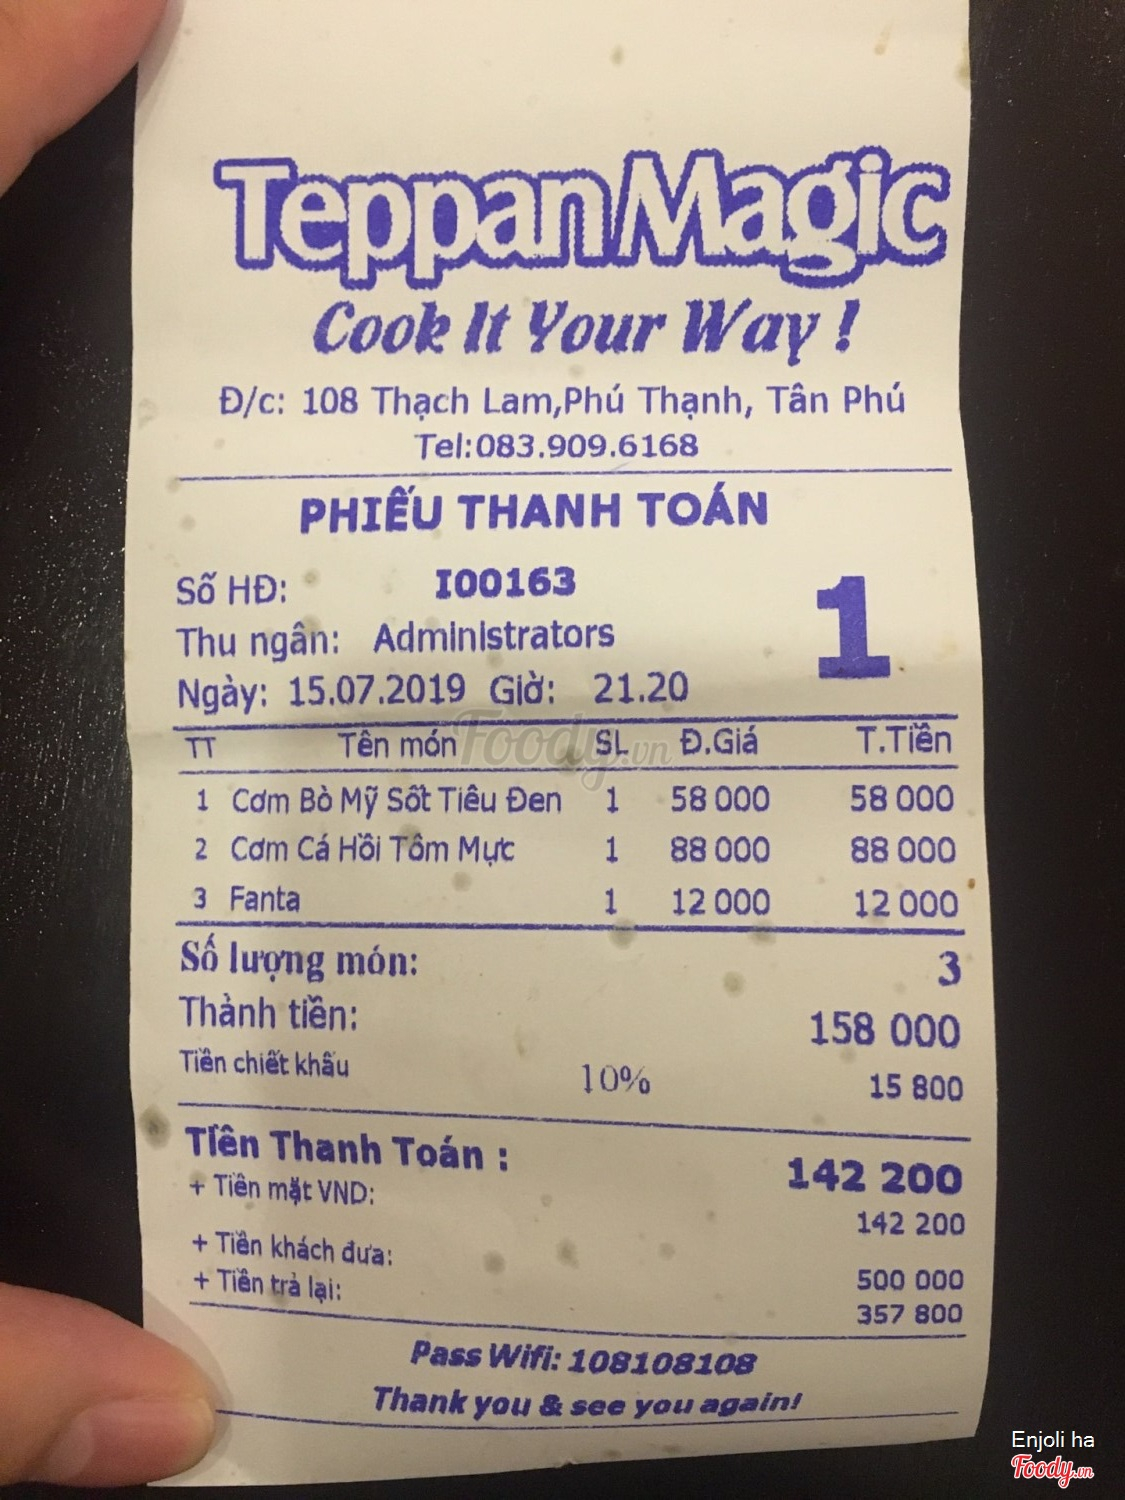 TeppanMagic
Cook It Your Way !
Đ/c: 108 Thạch Lam,Phú Thạnh, Tân Phú
Tel:083.909.6168
PHIẾU THANH TOÁN
Số HĐ: I00163
1
Thu ngân: Administrators
Ngày: 15.07.2019 Giờ: 21.20
TT Tên món SL Đ.Giá T.Tiền
1 Cơm Bò Mỹ Sốt Tiêu Đen 1 58 000 58 000
2 Cơm Cá Hồi Tôm Mực 1 88 000 88 000
3 Fanta 1 12 000 12 000
Số lượng món: 3
Thành tiền: 158 000
Tiền chiết khấu 10% 15 800
Tiền Thanh Toán : 142 200
+ Tiền mặt VND: 142 200
+ Tiền khách đưa: 500 000
+ Tiền trả lại: 357 800
Pass Wifi: 108108108
Thank you & see you again!
Foody.vn
Enjoli ha
Foody.vn